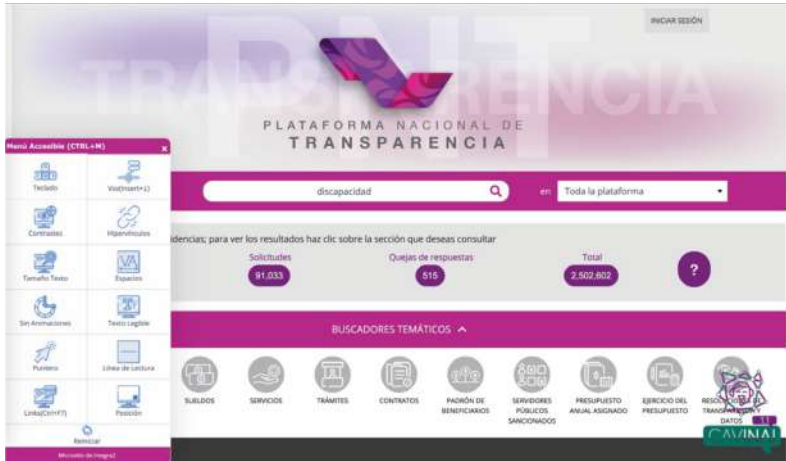 PNT
TRANSPARENCIA
INICIAR SESIÓN
PLATAFORMA NACIONAL DE
TRANSPARENCIA
Menú Accesible (CTRL+M) x
Teclado
Voz(Insert+J)
Contrastes
Hipervínculos
Tamaño Texto
Espacios
Sin Animaciones
Texto Legible
Puntero
Línea de Lectura
Links(Ctrl+F7)
Posición
Reiniciar
discapacidad
en
Toda la plataforma
idencias; para ver los resultados haz clic sobre la sección que deseas consultar
Solicitudes
91,033
Quejas de respuestas
515
Total
2,502,602
?
BUSCADORES TEMÁTICOS
SUELDOS
SERVICIOS
TRÁMITES
CONTRATOS
PADRÓN DE
BENEFICIARIOS
SERVIDORES
PÚBLICOS
SANCIONADOS
PRESUPUESTO
ANUAL ASIGNADO
EJERCICIO DEL
PRESUPUESTO
DATOS
CAVINAI